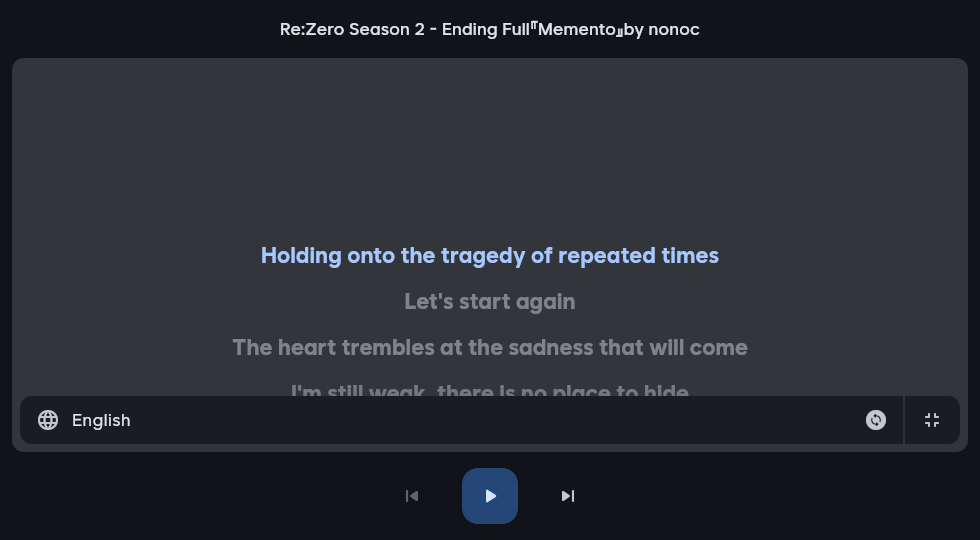 Re:Zero Season 2 - Ending Full『Memento』by nonoc
Holding onto the tragedy of repeated times
Let's start again
The heart trembles at the sadness that will come
I'm still weak, there is no place to hide
English